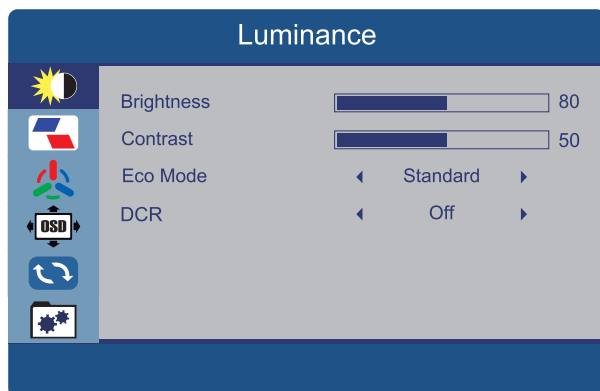 Luminance
Brightness 80
Contrast 50
Eco Mode Standard
DCR Off
OSD